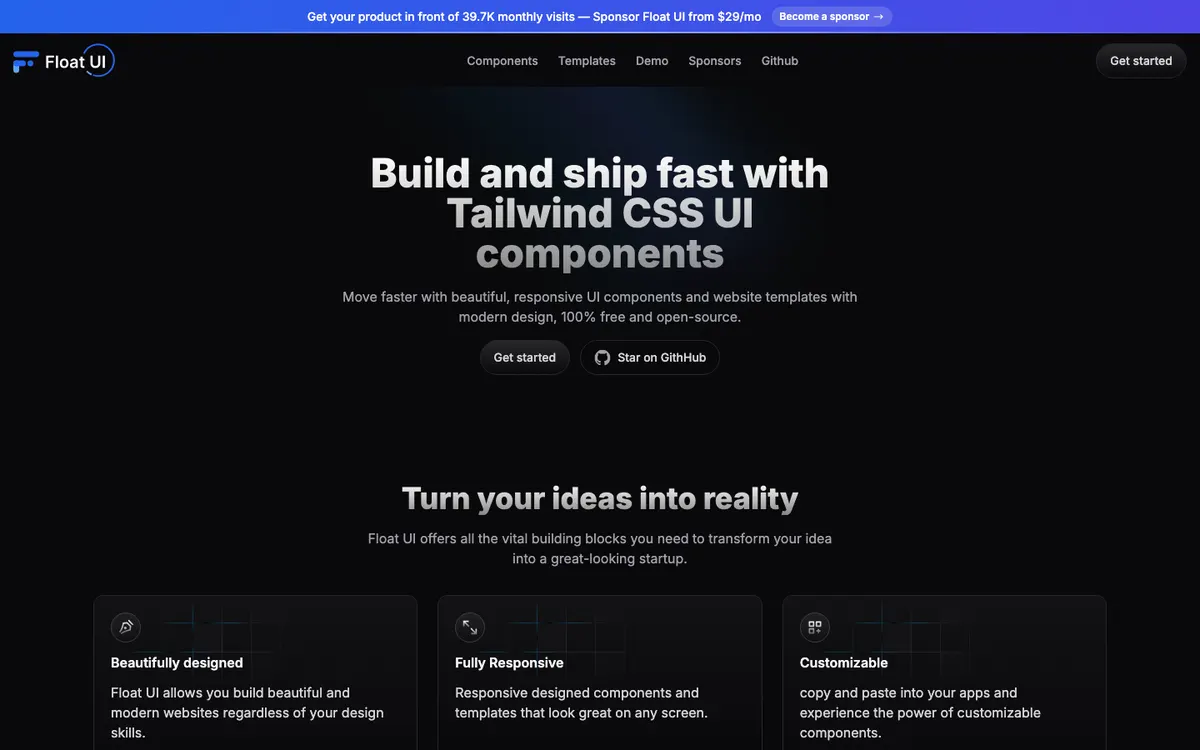 Get your product in front of 39.7K monthly visits — Sponsor Float UI from $29/mo Become a sponsor →
Float UI Components Templates Demo Sponsors Github Get started
Build and ship fast with
Tailwind CSS UI
components
Move faster with beautiful, responsive UI components and website templates with
modern design, 100% free and open-source.
Get started Star on GithHub
Turn your ideas into reality
Float UI offers all the vital building blocks you need to transform your idea
into a great-looking startup.
Beautifully designed
Float UI allows you build beautiful and
modern websites regardless of your design
skills.
Fully Responsive
Responsive designed components and
templates that look great on any screen.
Customizable
copy and paste into your apps and
experience the power of customizable
components.